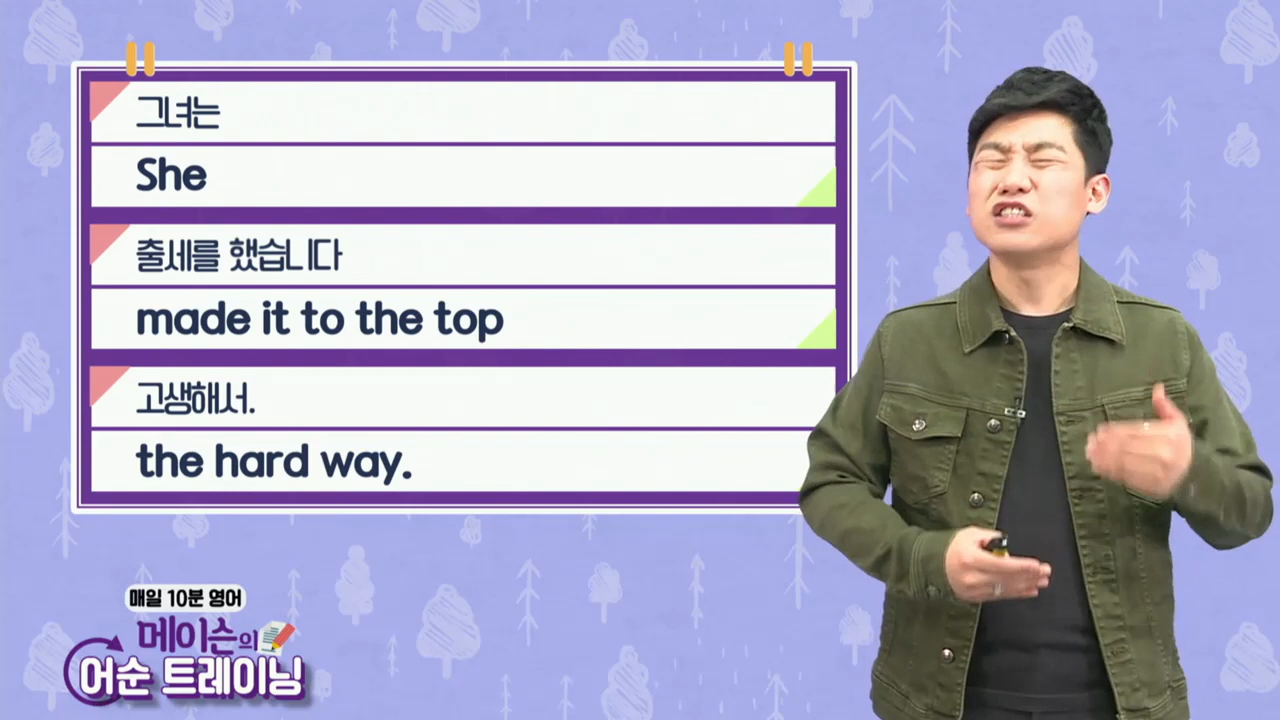 그녀는
She
출세를 했습니다
made it to the top
고생해서.
the hard way.
매일 10분 영어
메이슨의
어순 트레이닝